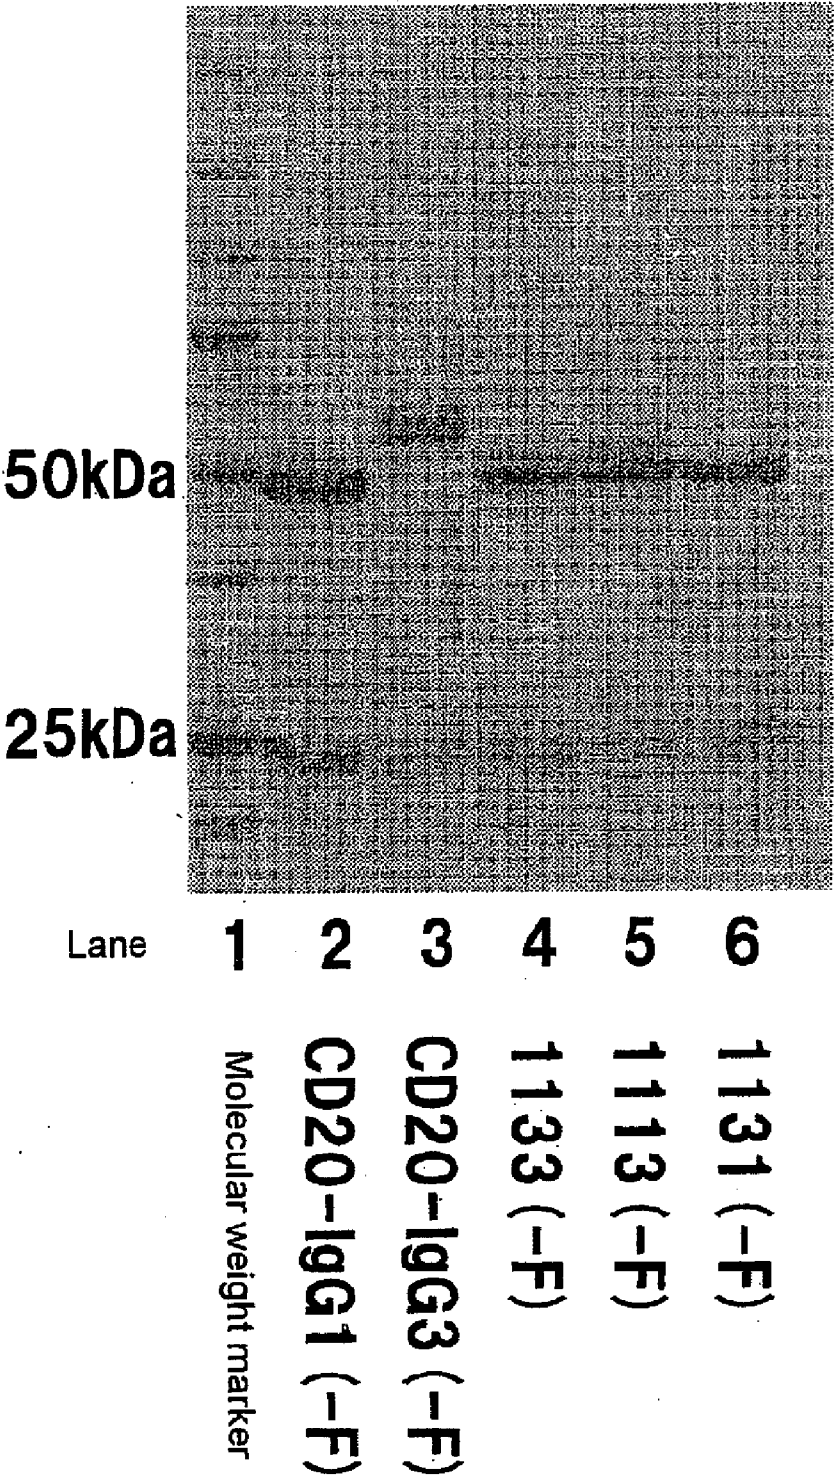 50kDa
25kDa
Lane 1 2 3 4 5 6
Molecular weight marker
CD20-IgG1 (-F)
CD20-IgG3 (-F)
1133 (-F)
1113 (-F)
1131 (-F)